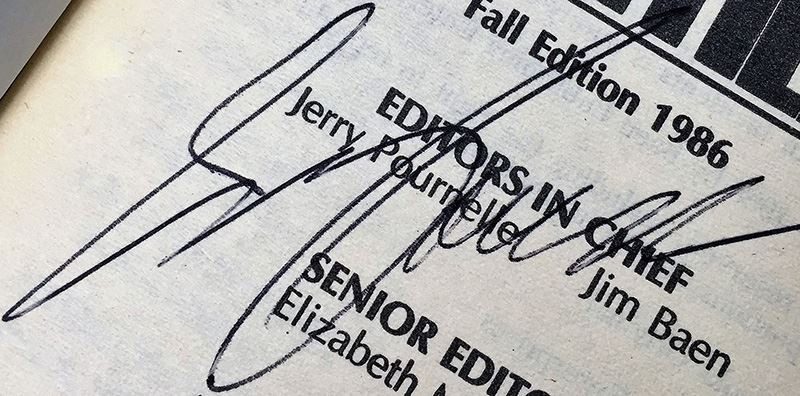 Fall Edition 1986
EDITORS IN CHIEF
Jerry Pournelle Jim Baen
SENIOR EDITO
Elizabeth